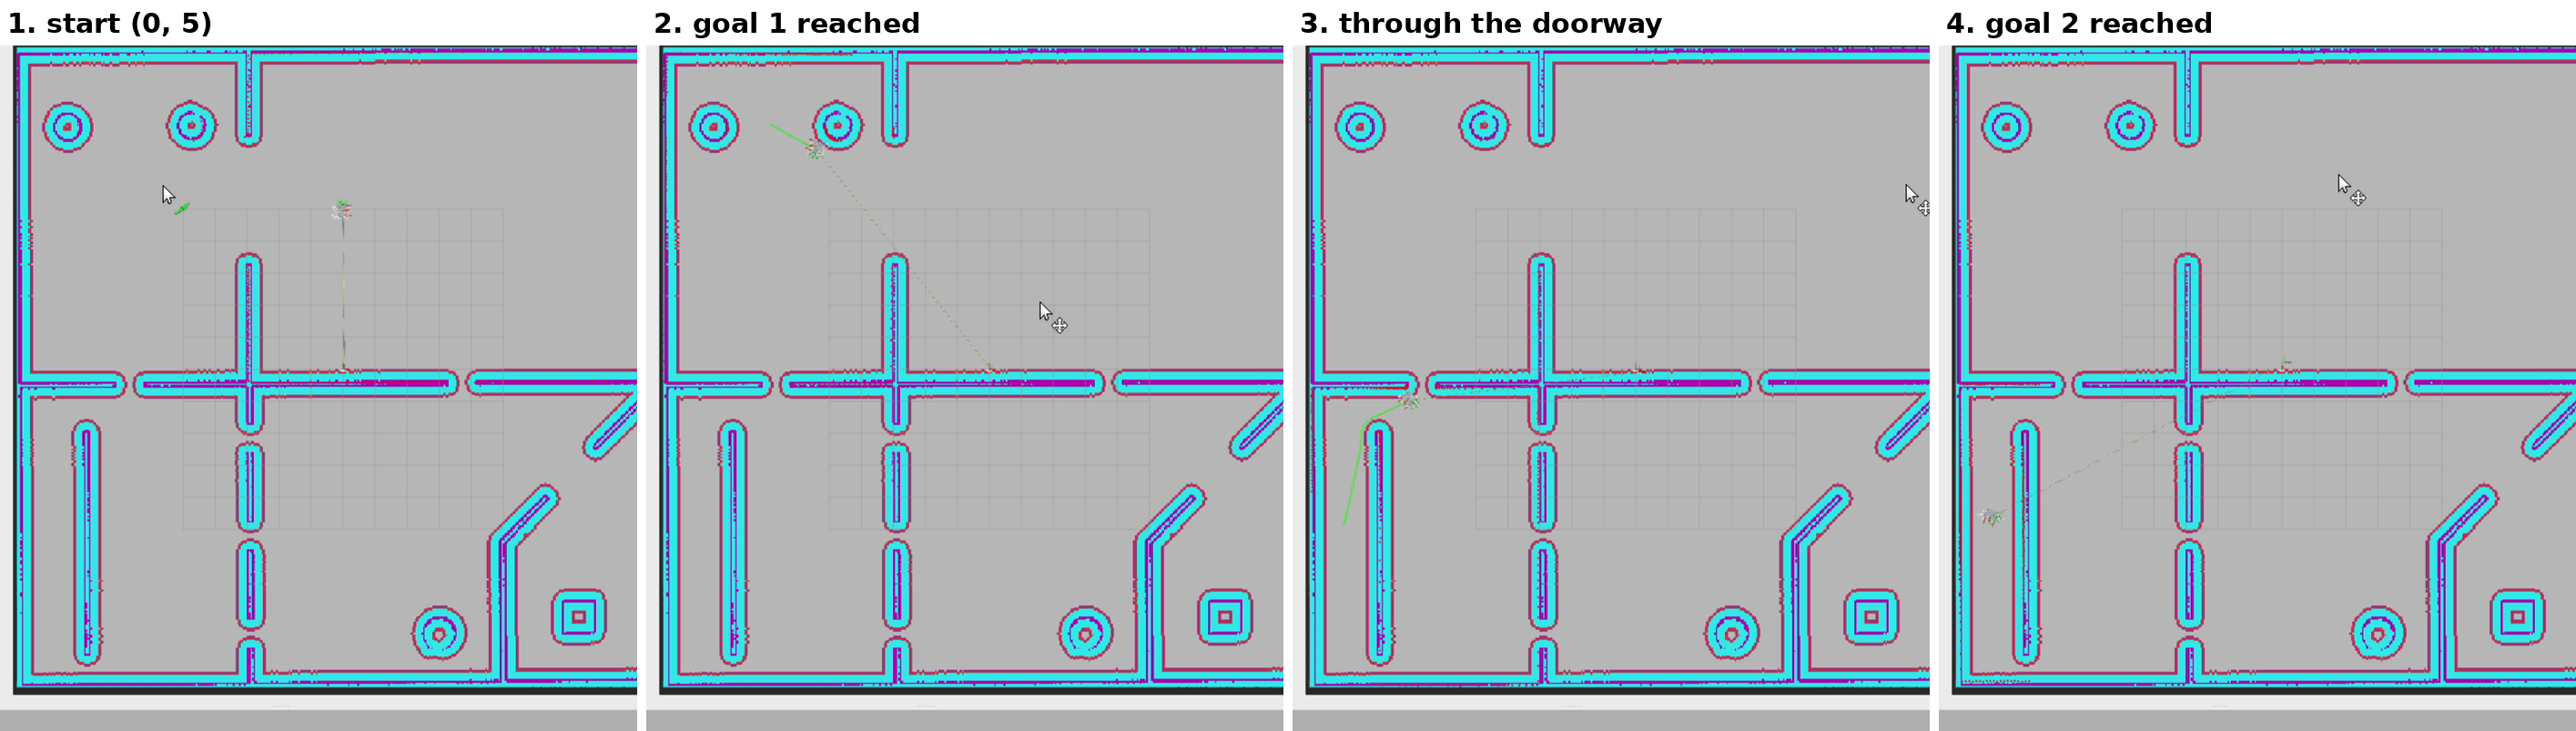 1. start (0, 5)
2. goal 1 reached
3. through the doorway
4. goal 2 reached